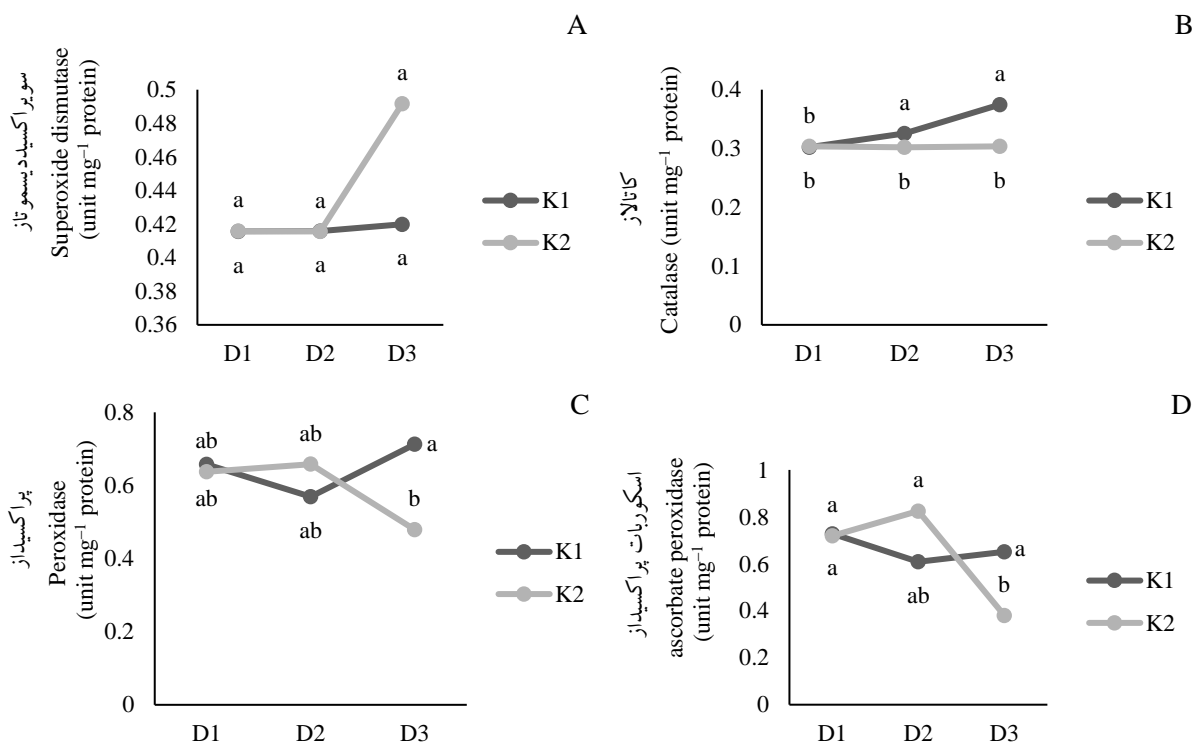 A
سوپراکسیددیسموتاز
Superoxide dismutase
(unit mg⁻¹ protein)
0.5
0.48
0.46
0.44
0.42
0.4
0.38
0.36
a
a
a
a
a
a
D1
D2
D3
K1
K2
B
کاتالاز
Catalase (unit mg⁻¹ protein)
0.4
0.3
0.2
0.1
0
b
a
a
b
b
b
D1
D2
D3
K1
K2
C
پراکسیداز
Peroxidase
(unit mg⁻¹ protein)
0.8
0.6
0.4
0.2
0
ab
ab
a
ab
ab
b
D1
D2
D3
K1
K2
D
اسکوربات پراکسیداز
ascorbate peroxidase
(unit mg⁻¹ protein)
1
0.8
0.6
0.4
0.2
0
a
a
a
a
ab
b
D1
D2
D3
K1
K2